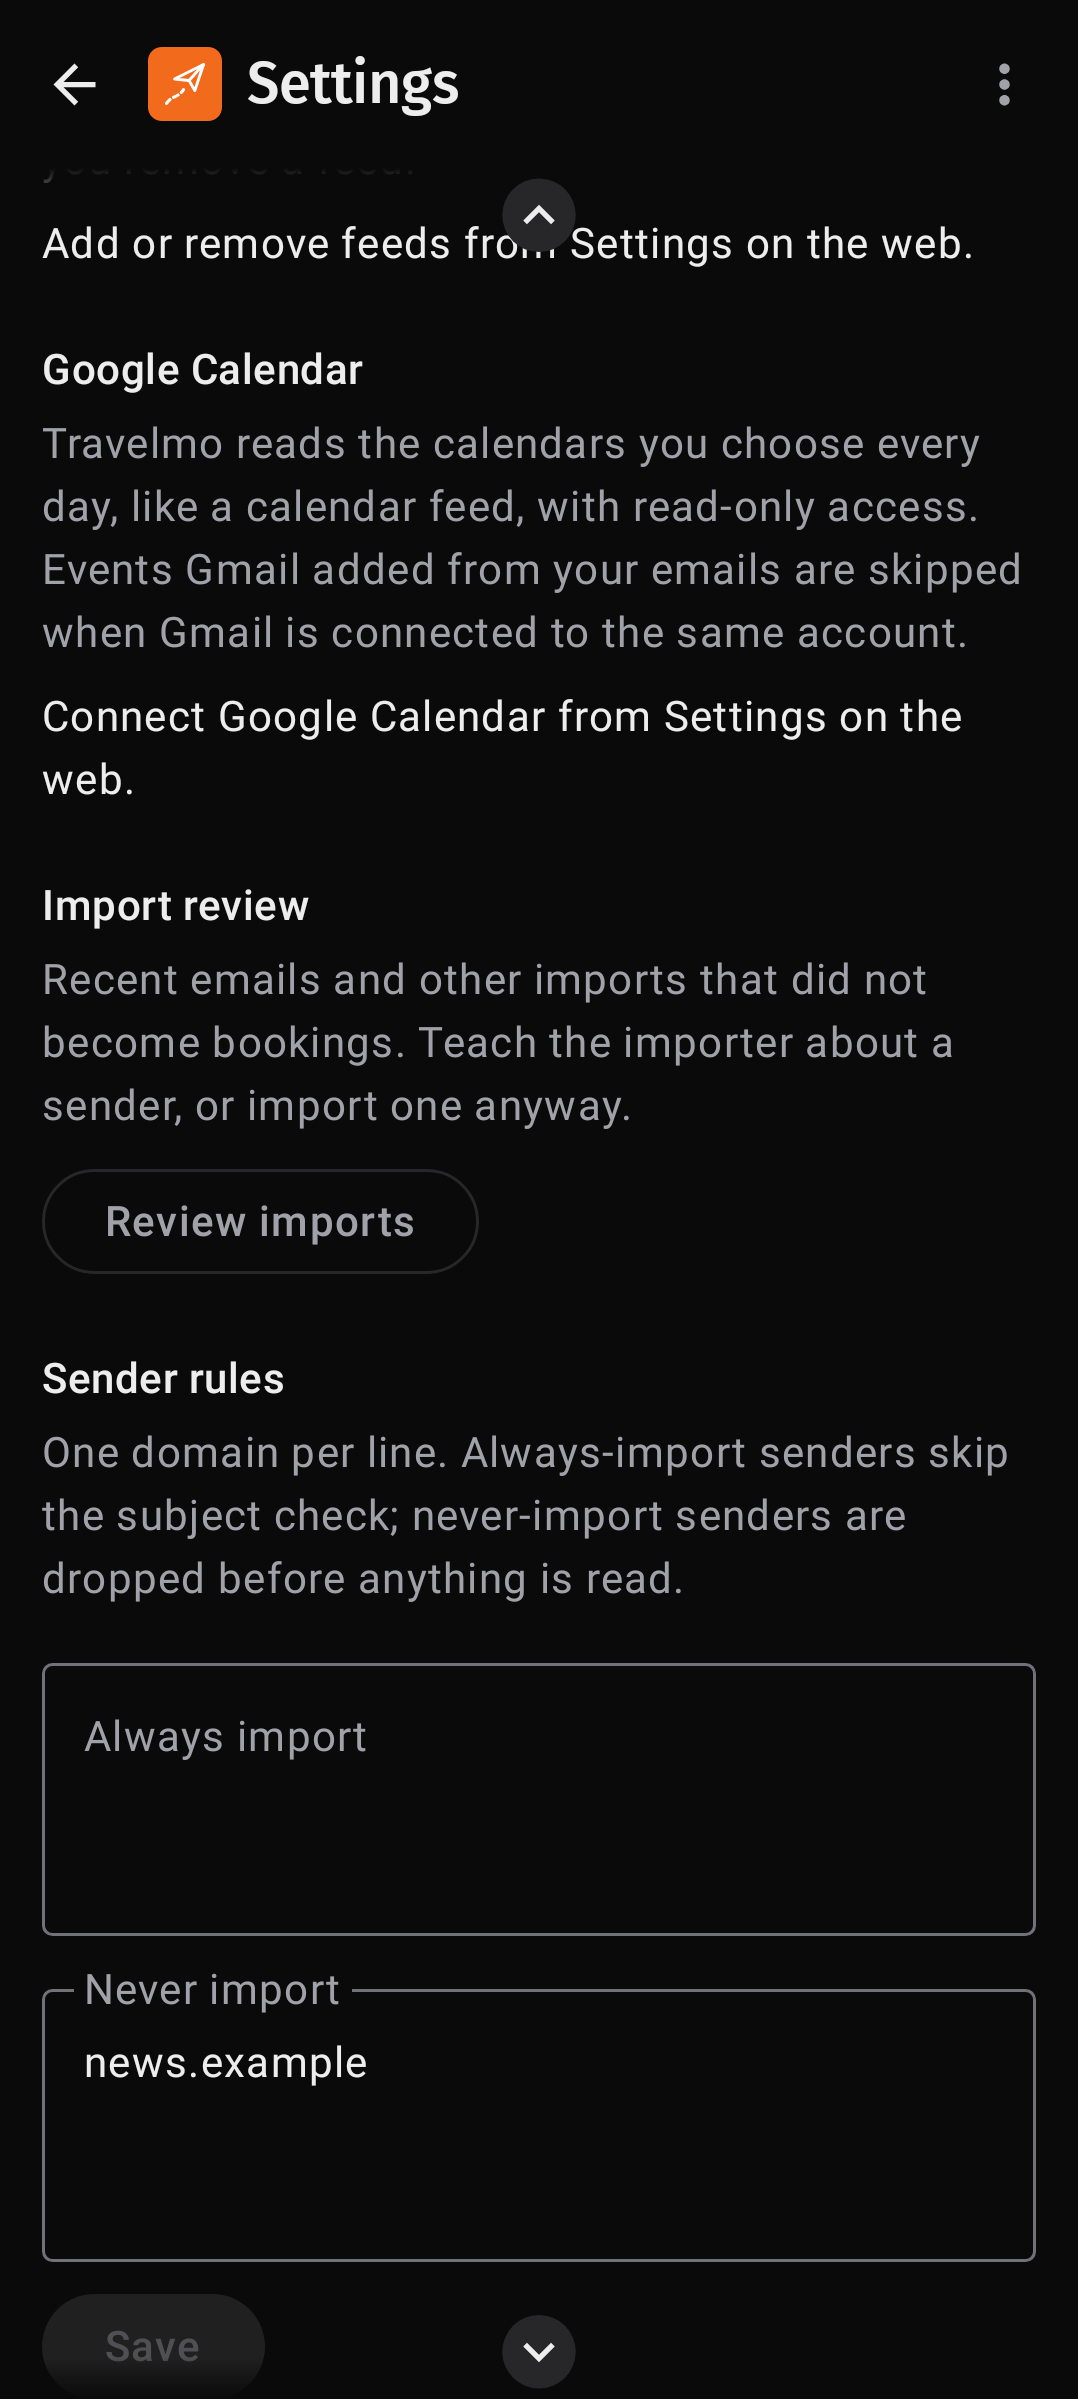 Settings
Add or remove feeds from Settings on the web.
Google Calendar
Travelmo reads the calendars you choose every
day, like a calendar feed, with read-only access.
Events Gmail added from your emails are skipped
when Gmail is connected to the same account.
Connect Google Calendar from Settings on the
web.
Import review
Recent emails and other imports that did not
become bookings. Teach the importer about a
sender, or import one anyway.
Review imports
Sender rules
One domain per line. Always-import senders skip
the subject check; never-import senders are
dropped before anything is read.
Always import
Never import
news.example
Save